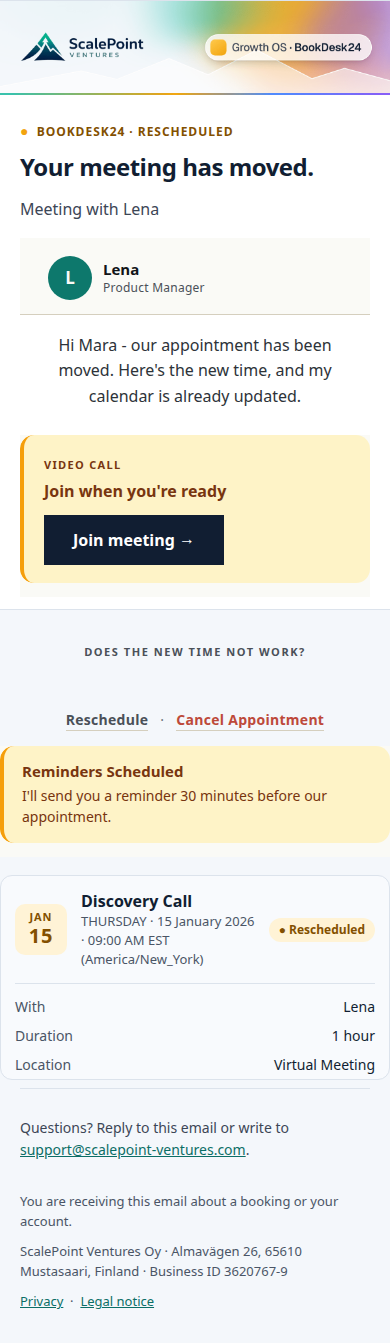 ScalePoint
VENTURES
Growth OS · BookDesk24
BOOKDESK24 · RESCHEDULED
Your meeting has moved.
Meeting with Lena
L
Lena
Product Manager
Hi Mara - our appointment has been
moved. Here's the new time, and my
calendar is already updated.
VIDEO CALL
Join when you're ready
Join meeting →
DOES THE NEW TIME NOT WORK?
Reschedule · Cancel Appointment
Reminders Scheduled
I'll send you a reminder 30 minutes before our
appointment.
JAN
15
Discovery Call
THURSDAY · 15 January 2026
· 09:00 AM EST
(America/New_York)
● Rescheduled
With Lena
Duration 1 hour
Location Virtual Meeting
Questions? Reply to this email or write to
support@scalepoint-ventures.com.
You are receiving this email about a booking or your
account.
ScalePoint Ventures Oy · Almavägen 26, 65610
Mustasaari, Finland · Business ID 3620767-9
Privacy · Legal notice